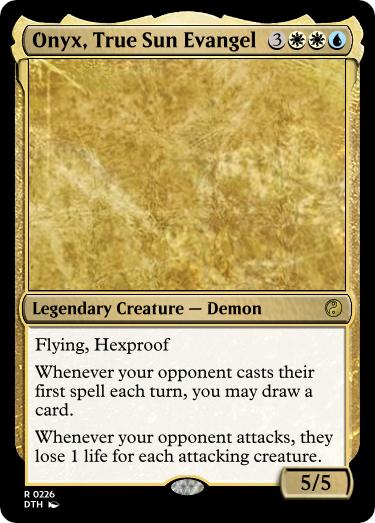 Onyx, True Sun Evangel 3
Legendary Creature — Demon
Flying, Hexproof
Whenever your opponent casts their
first spell each turn, you may draw a
card.
Whenever your opponent attacks, they
lose 1 life for each attacking creature.
5/5
R 0226
DTH